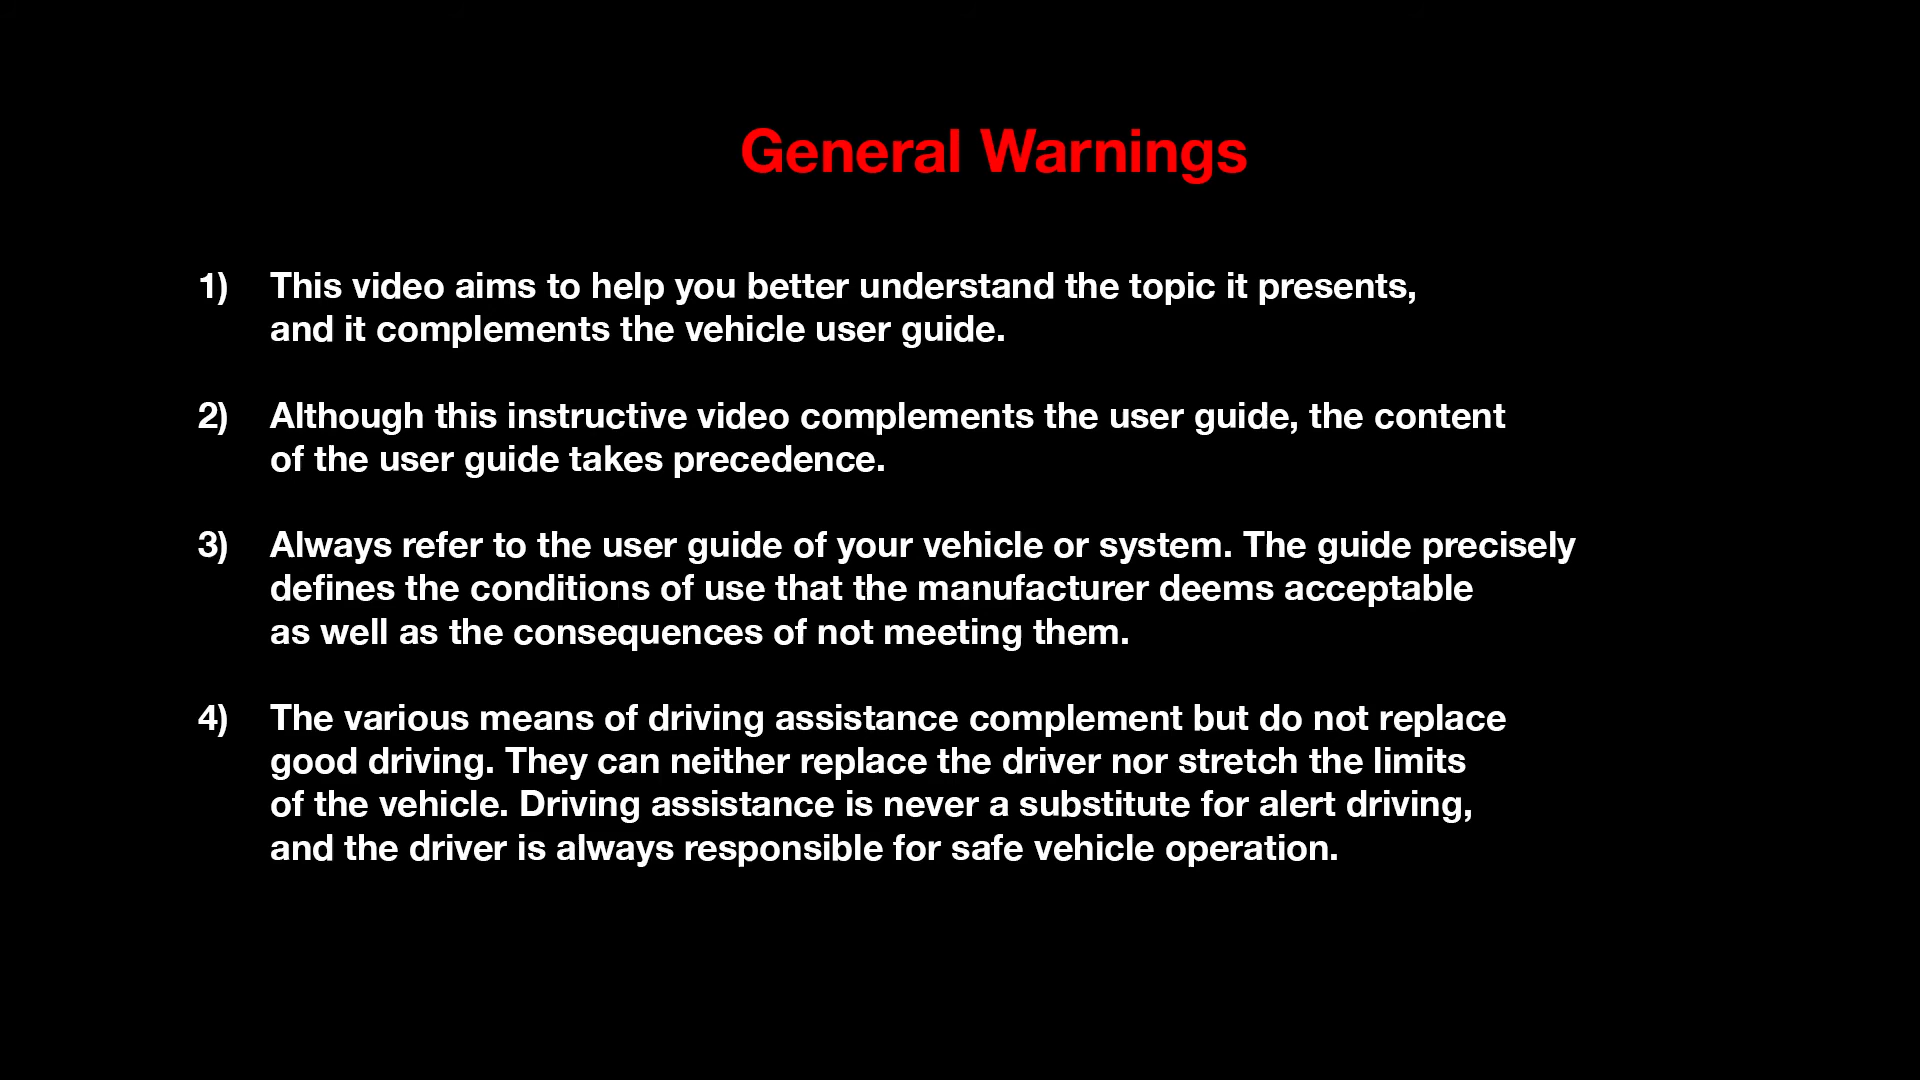 General Warnings
1) This video aims to help you better understand the topic it presents,
and it complements the vehicle user guide.
2) Although this instructive video complements the user guide, the content
of the user guide takes precedence.
3) Always refer to the user guide of your vehicle or system. The guide precisely
defines the conditions of use that the manufacturer deems acceptable
as well as the consequences of not meeting them.
4) The various means of driving assistance complement but do not replace
good driving. They can neither replace the driver nor stretch the limits
of the vehicle. Driving assistance is never a substitute for alert driving,
and the driver is always responsible for safe vehicle operation.